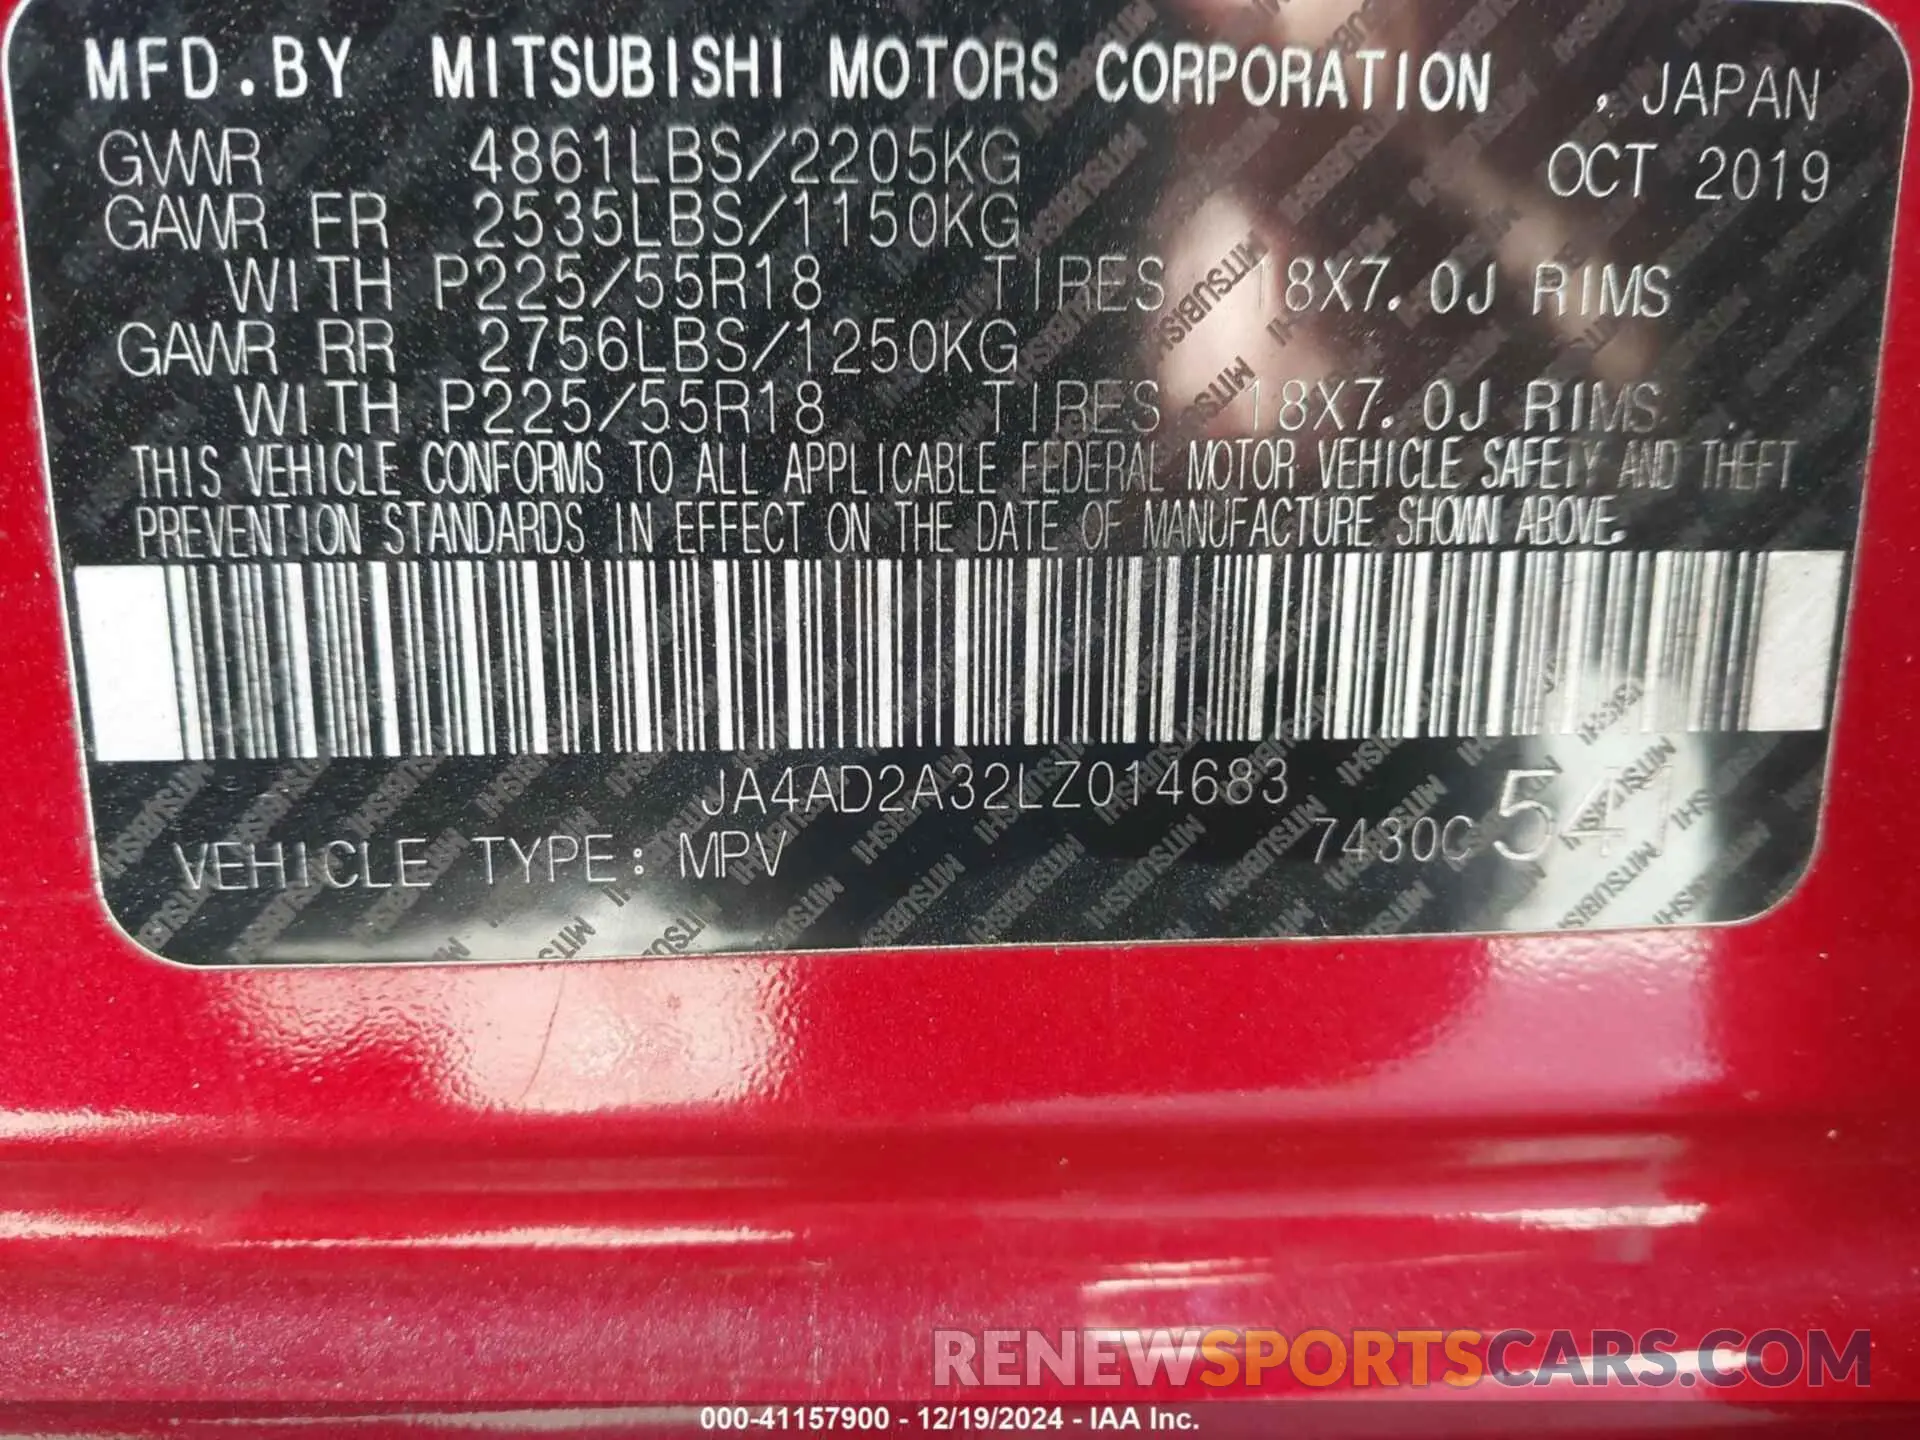 MFD.BY MITSUBISHI MOTORS CORPORATION , JAPAN
GVWR 4861LBS/2205KG OCT 2019
GAWR FR 2535LBS/1150KG
WITH P225/55R18 TIRES 18X7.0J RIMS
GAWR RR 2756LBS/1250KG
WITH P225/55R18 TIRES 18X7.0J RIMS
THIS VEHICLE CONFORMS TO ALL APPLICABLE FEDERAL MOTOR VEHICLE SAFETY AND THEFT
PREVENTION STANDARDS IN EFFECT ON THE DATE OF MANUFACTURE SHOWN ABOVE.
JA4AD2A32LZ014683
VEHICLE TYPE: MPV 7430C
RENEWSPORTSCARS.COM
000-41157900 - 12/19/2024 - IAA Inc.